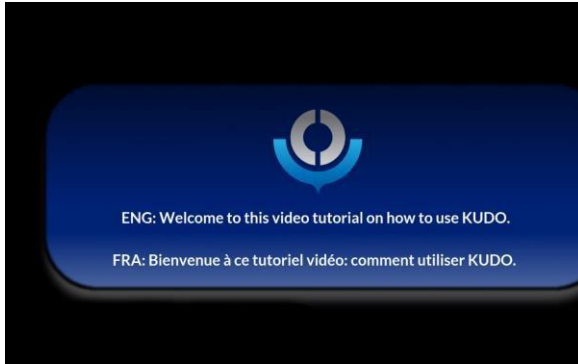 ENG: Welcome to this video tutorial on how to use KUDO.
FRA: Bienvenue à ce tutoriel vidéo: comment utiliser KUDO.